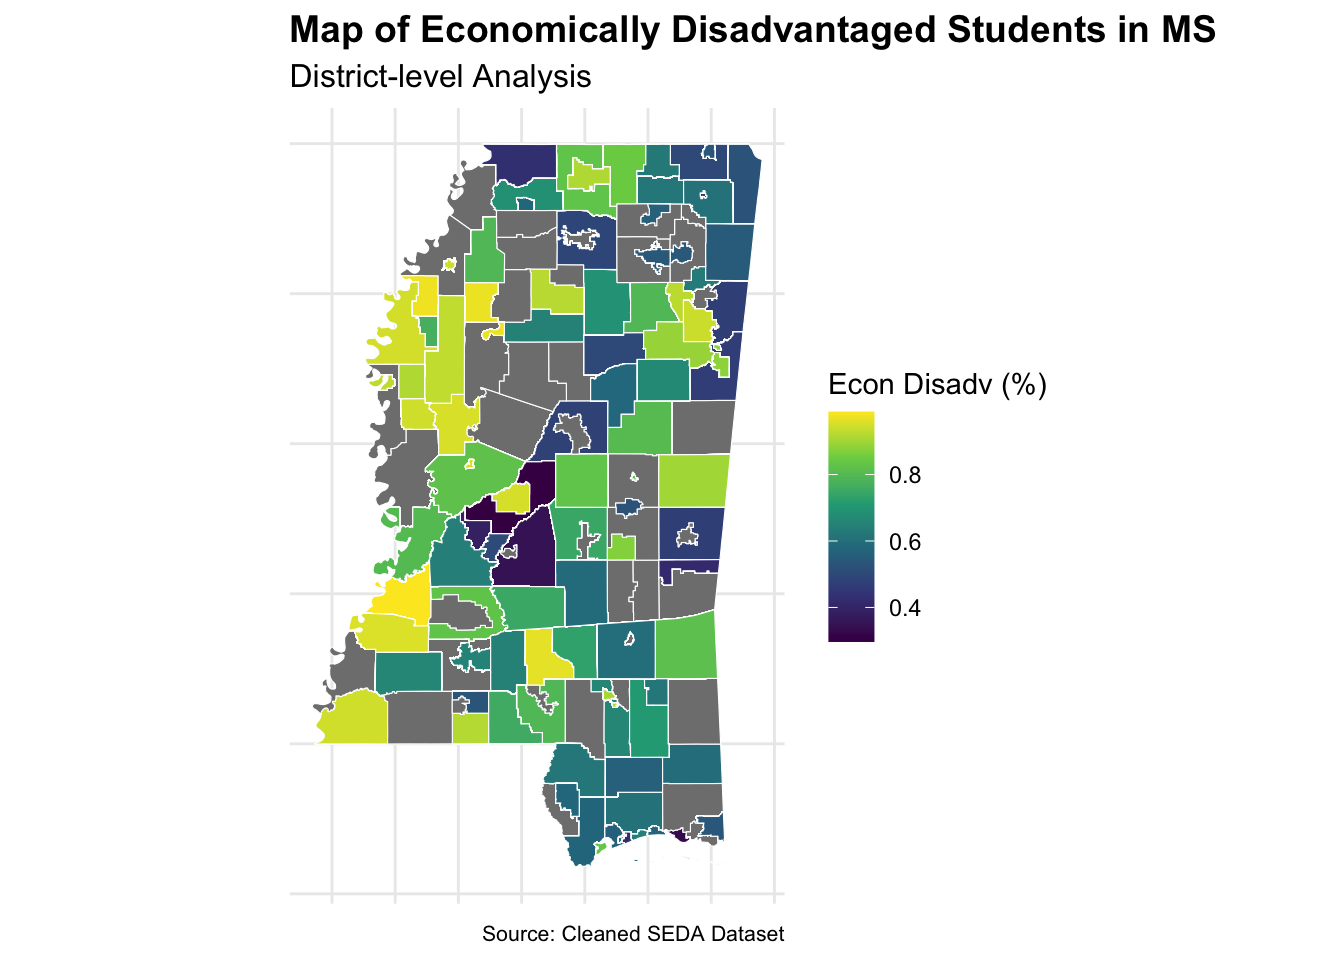 Map of Economically Disadvantaged Students in MS
District-level Analysis
Econ Disadv (%)
0.8
0.6
0.4
Source: Cleaned SEDA Dataset